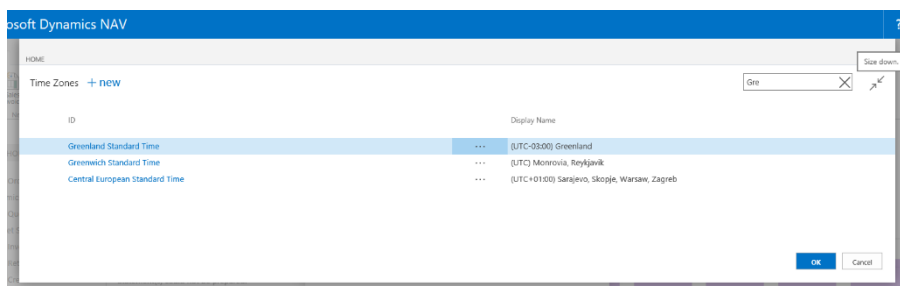 osoft Dynamics NAV ?
HOME
Size down.
Time Zones + new Gre
ID Display Name
Greenland Standard Time ... (UTC-03:00) Greenland
Greenwich Standard Time ... (UTC) Monrovia, Reykjavik
Central European Standard Time ... (UTC+01:00) Sarajevo, Skopje, Warsaw, Zagreb
OK Cancel